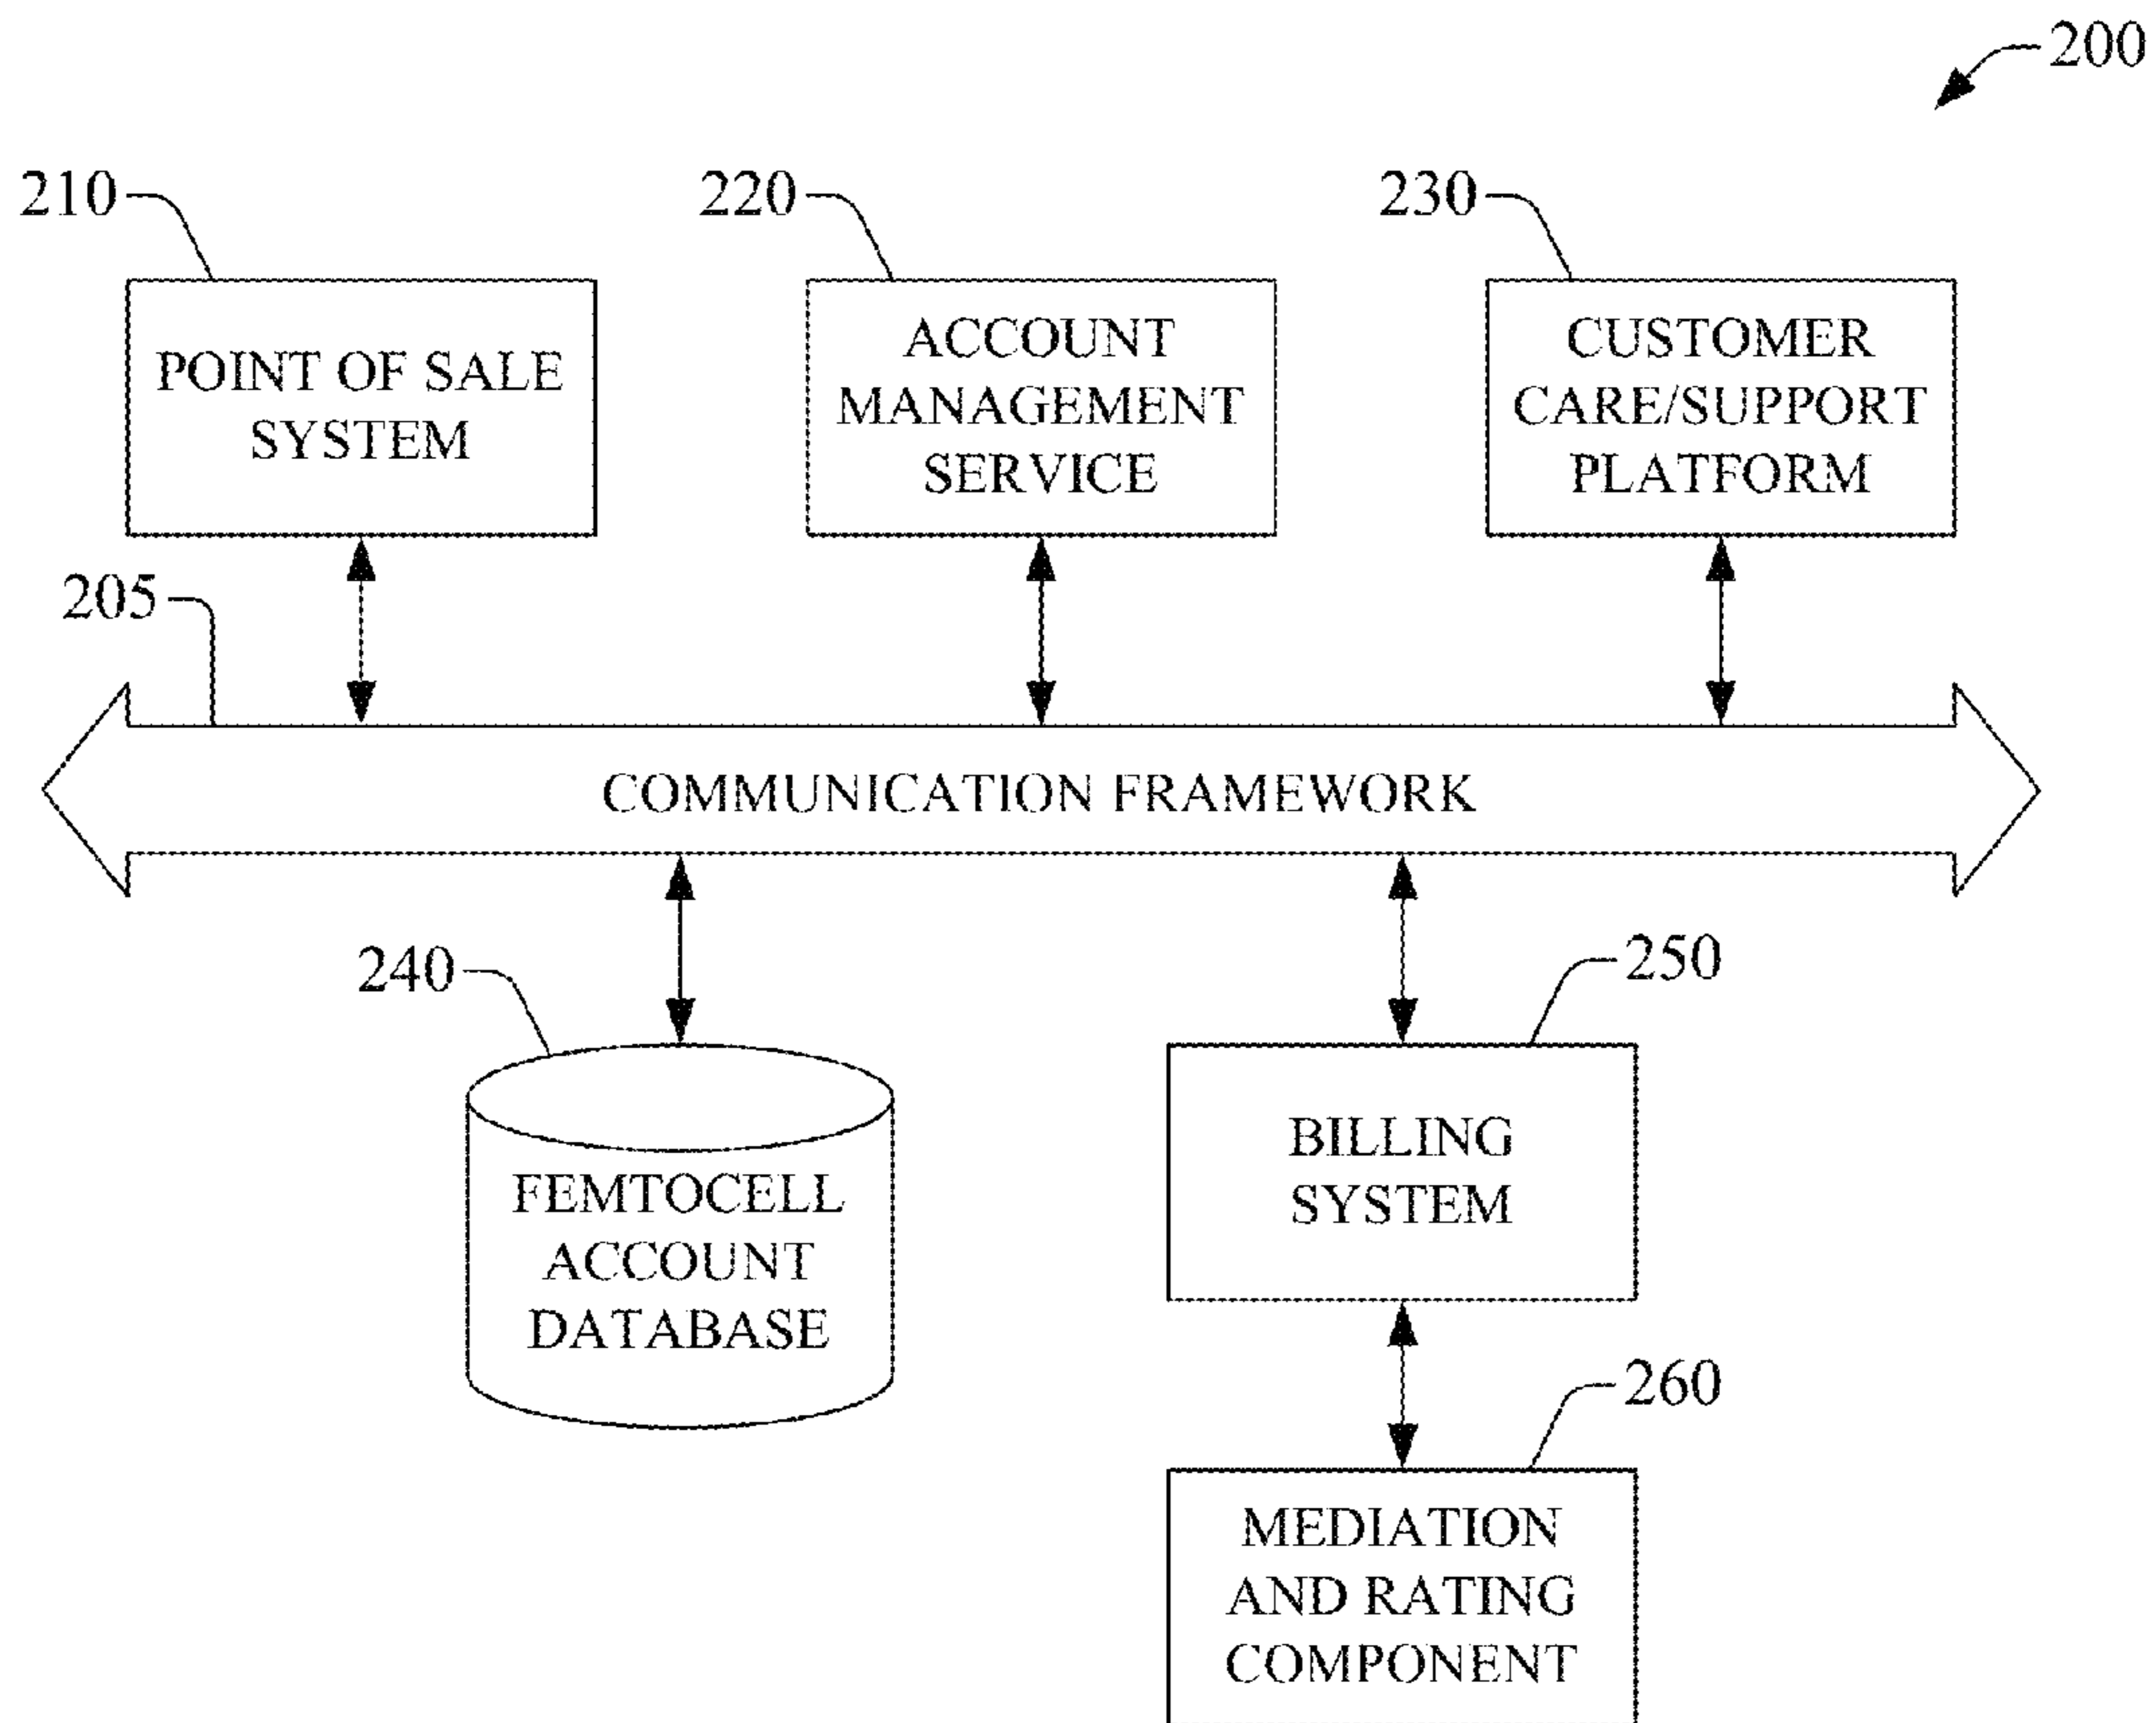 200
210
220
230
POINT OF SALE
SYSTEM
ACCOUNT
MANAGEMENT
SERVICE
CUSTOMER
CARE/SUPPORT
PLATFORM
205
COMMUNICATION FRAMEWORK
240
250
FEMTOCELL
ACCOUNT
DATABASE
BILLING
SYSTEM
260
MEDIATION
AND RATING
COMPONENT